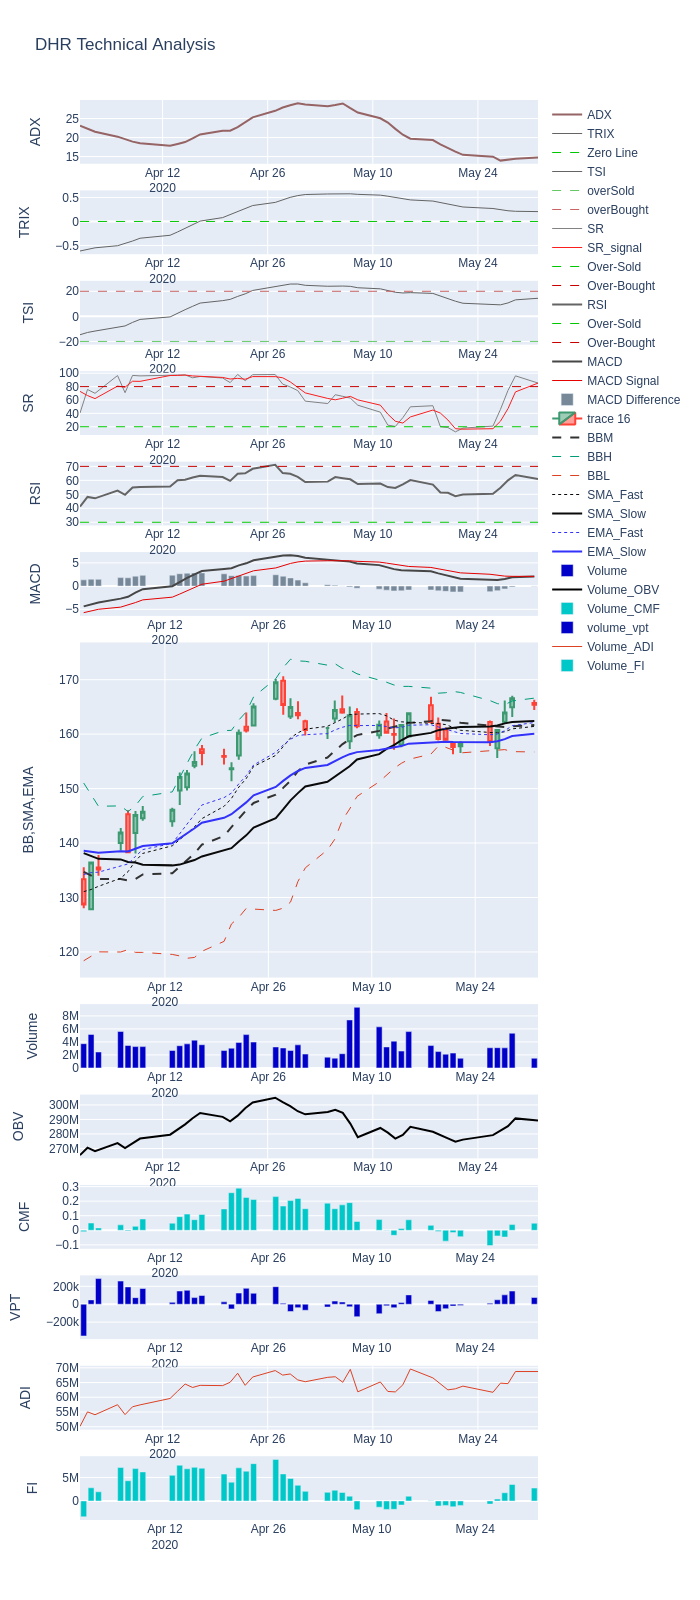 DHR Technical Analysis
ADX
25
20
15
Apr 12
2020
Apr 26
May 10
May 24
TRIX
0.5
0
−0.5
Apr 12
2020
Apr 26
May 10
May 24
TSI
20
0
−20
Apr 12
2020
Apr 26
May 10
May 24
SR
100
80
60
40
20
Apr 12
2020
Apr 26
May 10
May 24
RSI
70
60
50
40
30
Apr 12
2020
Apr 26
May 10
May 24
MACD
5
0
−5
Apr 12
2020
Apr 26
May 10
May 24
BB,SMA,EMA
170
160
150
140
130
120
Apr 12
2020
Apr 26
May 10
May 24
Volume
8M
6M
4M
2M
0
Apr 12
2020
Apr 26
May 10
May 24
OBV
300M
290M
280M
270M
Apr 12
2020
Apr 26
May 10
May 24
CMF
0.3
0.2
0.1
0
−0.1
Apr 12
2020
Apr 26
May 10
May 24
VPT
200k
0
−200k
Apr 12
2020
Apr 26
May 10
May 24
ADI
70M
65M
60M
55M
50M
Apr 12
2020
Apr 26
May 10
May 24
FI
5M
0
Apr 12
2020
Apr 26
May 10
May 24
ADX
TRIX
Zero Line
TSI
overSold
overBought
SR
SR_signal
Over-Sold
Over-Bought
RSI
Over-Sold
Over-Bought
MACD
MACD Signal
MACD Difference
trace 16
BBM
BBH
BBL
SMA_Fast
SMA_Slow
EMA_Fast
EMA_Slow
Volume
Volume_OBV
Volume_CMF
volume_vpt
Volume_ADI
Volume_FI